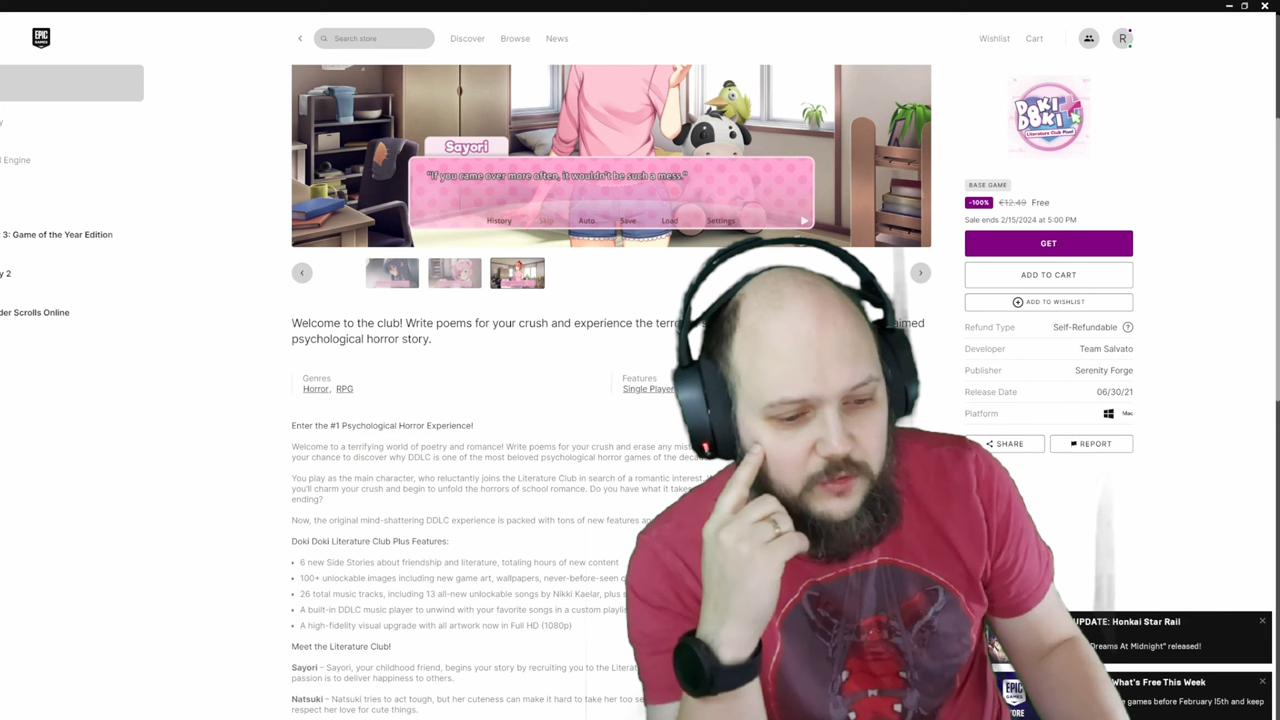 EPIC
GAMES
Search store
Discover
Browse
News
Wishlist
Cart
R
Engine
3: Game of the Year Edition
y 2
der Scrolls Online
Sayori
"If you came over more often, it wouldn't be such a mess."
History
Skip
Auto
Save
Load
Settings
Welcome to the club! Write poems for your crush and experience the
psychological horror story.
Genres
Horror, RPG
Features
Single Player
Enter the #1 Psychological Horror Experience!
Welcome to a terrifying world of poetry and romance! Write poems for your crush and erase any
your chance to discover why DDLC is one of the most beloved psychological horror games of the
You play as the main character, who reluctantly joins the Literature Club in search of a romantic interest.
you'll charm your crush and begin to unfold the horrors of school romance. Do you have what it takes
ending?
Now, the original mind-shattering DDLC experience is packed with tons of new features
Doki Doki Literature Club Plus Features:
• 6 new Side Stories about friendship and literature, totaling hours of new content
• 100+ unlockable images including new game art, wallpapers, never-before-seen
• 26 total music tracks, including 13 all-new unlockable songs by Nikki Kaelar, plus
• A built-in DDLC music player to unwind with your favorite songs in a custom
• A high-fidelity visual upgrade with all artwork now in Full HD (1080p)
Meet the Literature Club!
Sayori – Sayori, your childhood friend, begins your story by recruiting you to the
passion is to deliver happiness to others.
Natsuki – Natsuki tries to act tough, but her cuteness can make it hard to take her too
respect her love for cute things.
DOKI
DOKI
Literature Club Plus!
BASE GAME
-100% €12.49 Free
Sale ends 2/15/2024 at 5:00 PM
GET
ADD TO CART
ADD TO WISHLIST
Refund Type Self-Refundable
Developer Team Salvato
Publisher Serenity Forge
Release Date 06/30/21
Platform Mac
SHARE
REPORT
UPDATE: Honkai Star Rail
Dreams At Midnight" released!
EPIC
GAMES
STORE
What's Free This Week
games before February 15th and keep